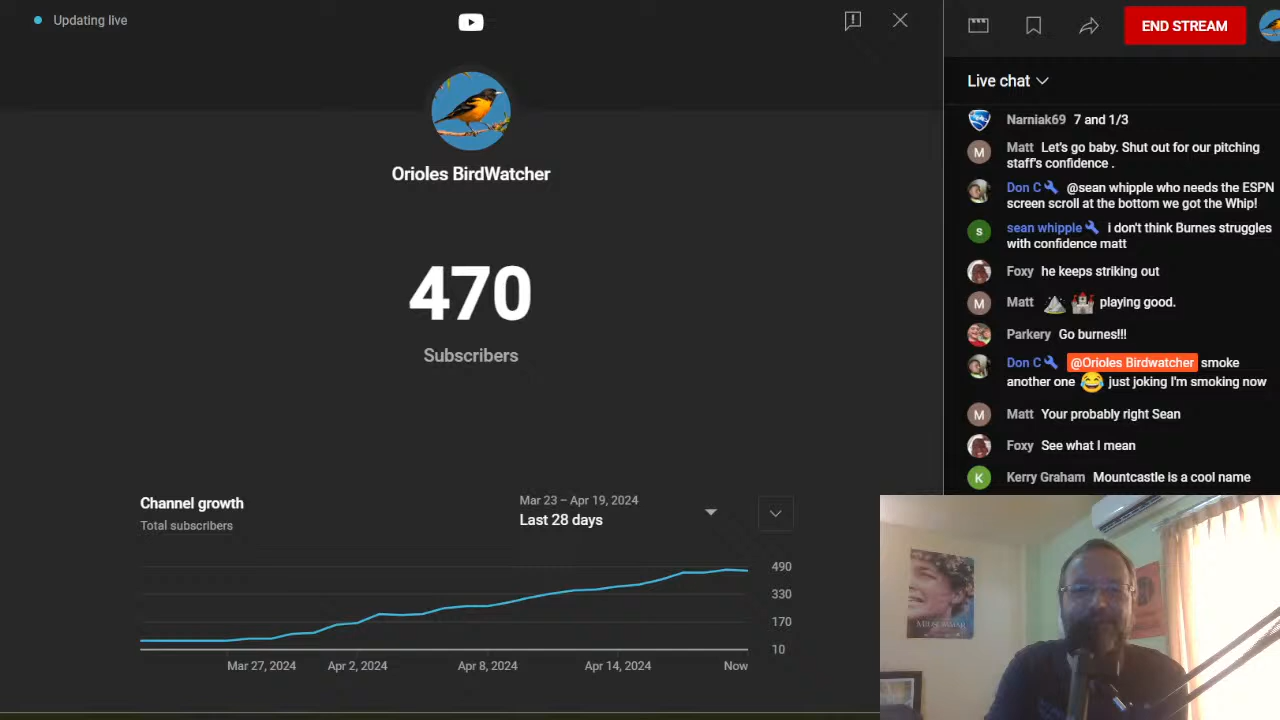 Updating live
END STREAM
Orioles BirdWatcher
470
Subscribers
Channel growth
Total subscribers
Mar 23 – Apr 19, 2024
Last 28 days
490
330
170
10
Mar 27, 2024
Apr 2, 2024
Apr 8, 2024
Apr 14, 2024
Now
Live chat
Narniak69 7 and 1/3
M
Matt Let's go baby. Shut out for our pitching
staff's confidence .
Don C @sean whipple who needs the ESPN
screen scroll at the bottom we got the Whip!
s
sean whipple i don't think Burnes struggles
with confidence matt
Foxy he keeps striking out
M
Matt ⛰️🏰 playing good.
Parkery Go burnes!!!
Don C @Orioles Birdwatcher smoke
another one 😂 just joking I'm smoking now
M
Matt Your probably right Sean
Foxy See what I mean
K
Kerry Graham Mountcastle is a cool name
MIDSOMMAR